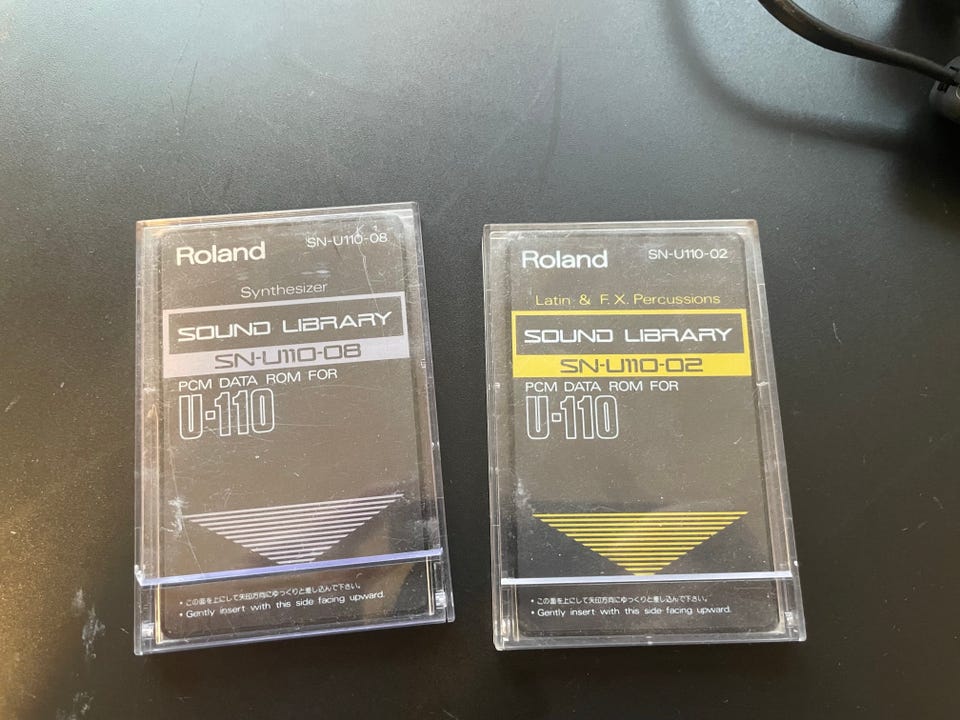 Roland SN-U110-08
Synthesizer
SOUND LIBRARY
SN-U110-08
PCM DATA ROM FOR
U-110
• この面を上にして矢印方向にゆっくりと差し込んで下さい。
• Gently insert with this side facing upward.
Roland SN-U110-02
Latin & F. X. Percussions
SOUND LIBRARY
SN-U110-02
PCM DATA ROM FOR
U-110
• この面を上にして矢印方向にゆっくりと差し込んで下さい。
• Gently insert with this side facing upward.